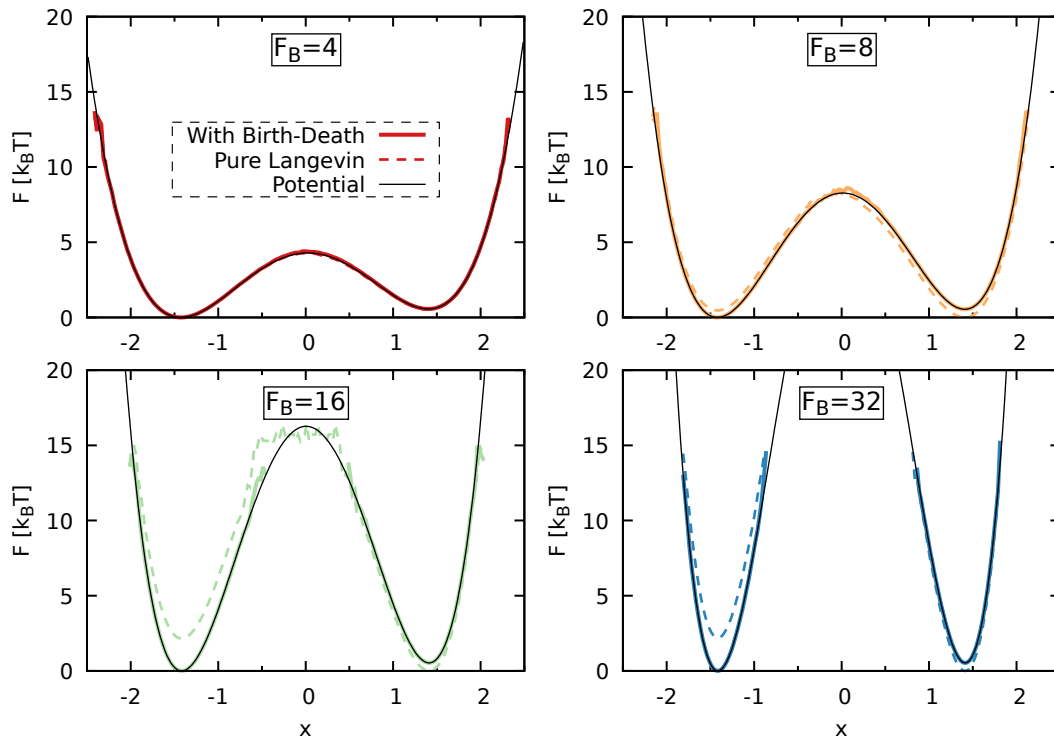 F_B=4
20
15
10
5
0
F [k_BT]
With Birth-Death
Pure Langevin
Potential
-2 -1 0 1 2
F_B=8
20
15
10
5
0
F [k_BT]
-2 -1 0 1 2
F_B=16
20
15
10
5
0
F [k_BT]
-2 -1 0 1 2
x
F_B=32
20
15
10
5
0
F [k_BT]
-2 -1 0 1 2
x